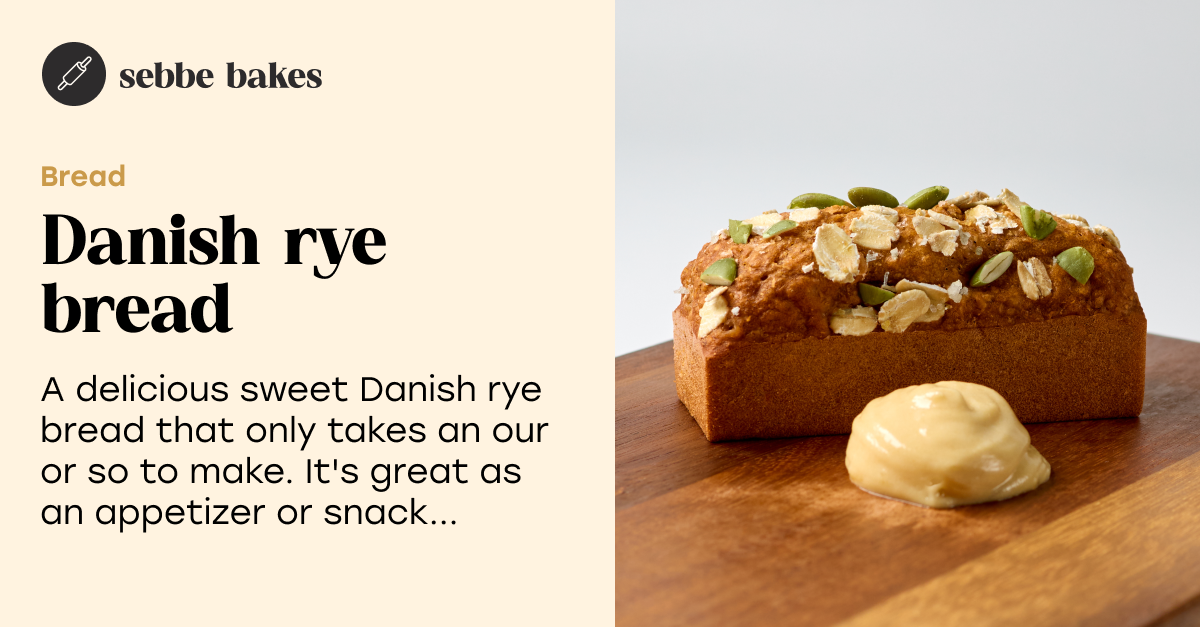 sebbe bakes
Bread
Danish rye
bread
A delicious sweet Danish rye
bread that only takes an our
or so to make. It's great as
an appetizer or snack...